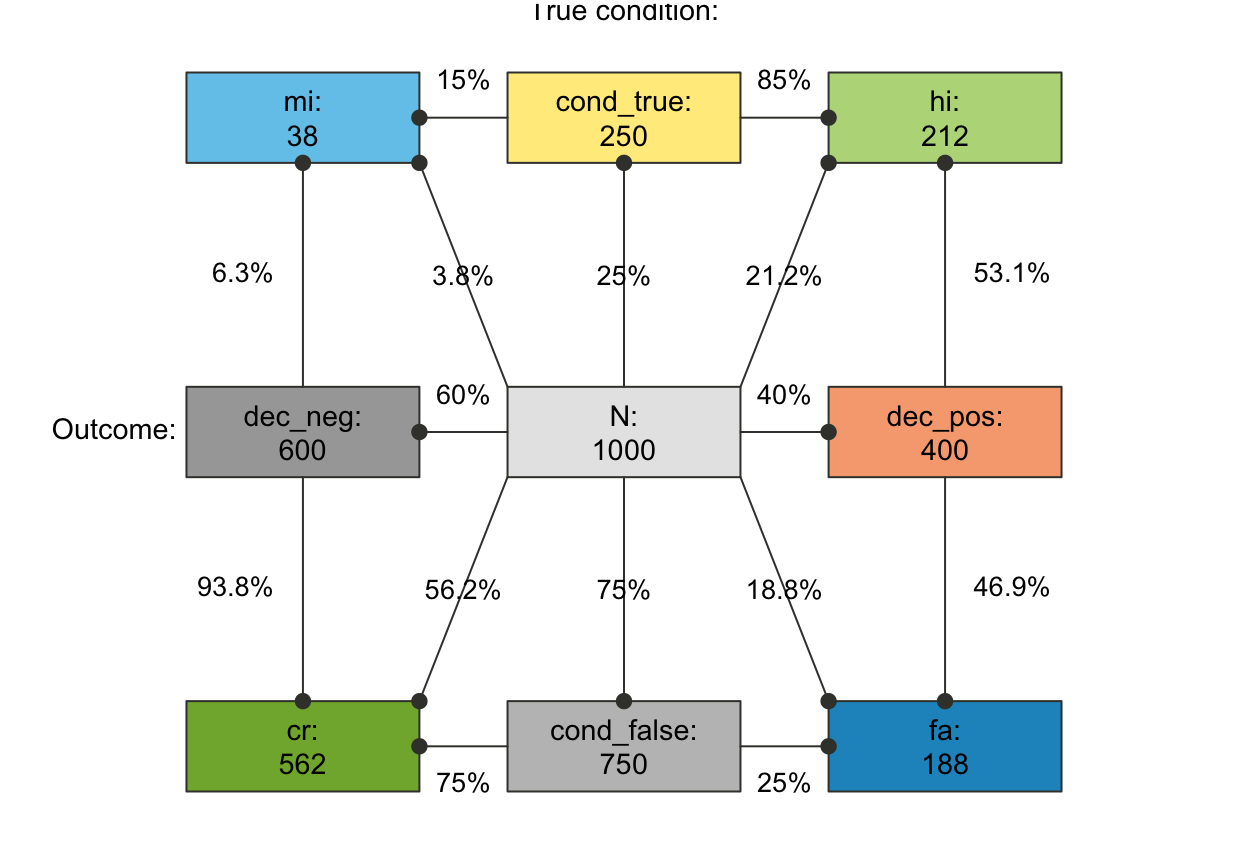 True condition:
15%
85%
mi:
38
cond_true:
250
hi:
212
6.3%
3.8%
25%
21.2%
53.1%
60%
40%
Outcome:
dec_neg:
600
N:
1000
dec_pos:
400
93.8%
56.2%
75%
18.8%
46.9%
cr:
562
cond_false:
750
fa:
188
75%
25%